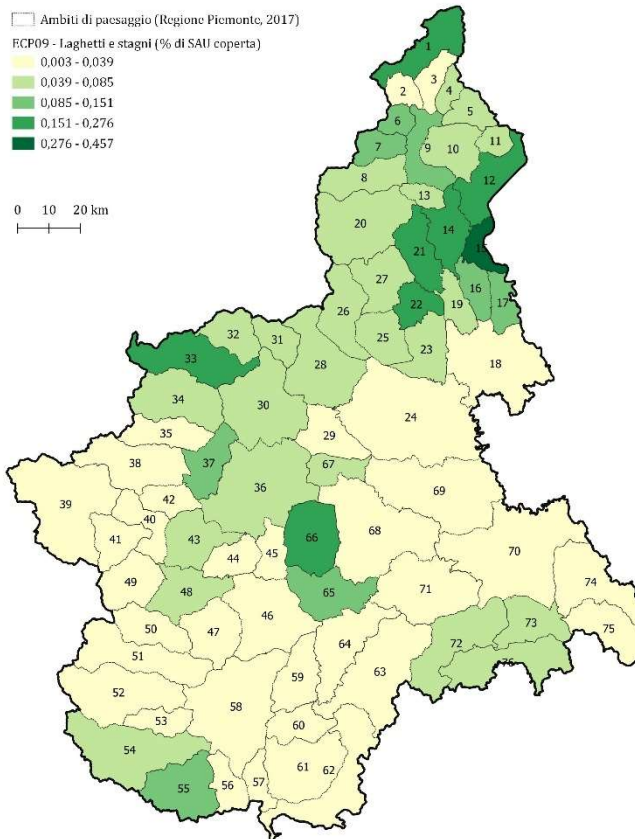 Ambiti di paesaggio (Regione Piemonte, 2017)
ECP09 - Laghetti e stagni (% di SAU coperta)
0,003 - 0,039
0,039 - 0,085
0,085 - 0,151
0,151 - 0,276
0,276 - 0,457
0 10 20 km
1
2 3 4
5
6
7 9 10 11
8 12
13
20 14
21 15
27 16 17
26 22 19
32 31 25 23
33 28 18
34 30
24
35 29
38 37 67
39 42 36 69
40 43 66 68
41 44 45 70
49 48 65 71 74
50 47 46 73
51 64 72 75
52 59 63 76
53 58 60
54
55 56 57 61 62